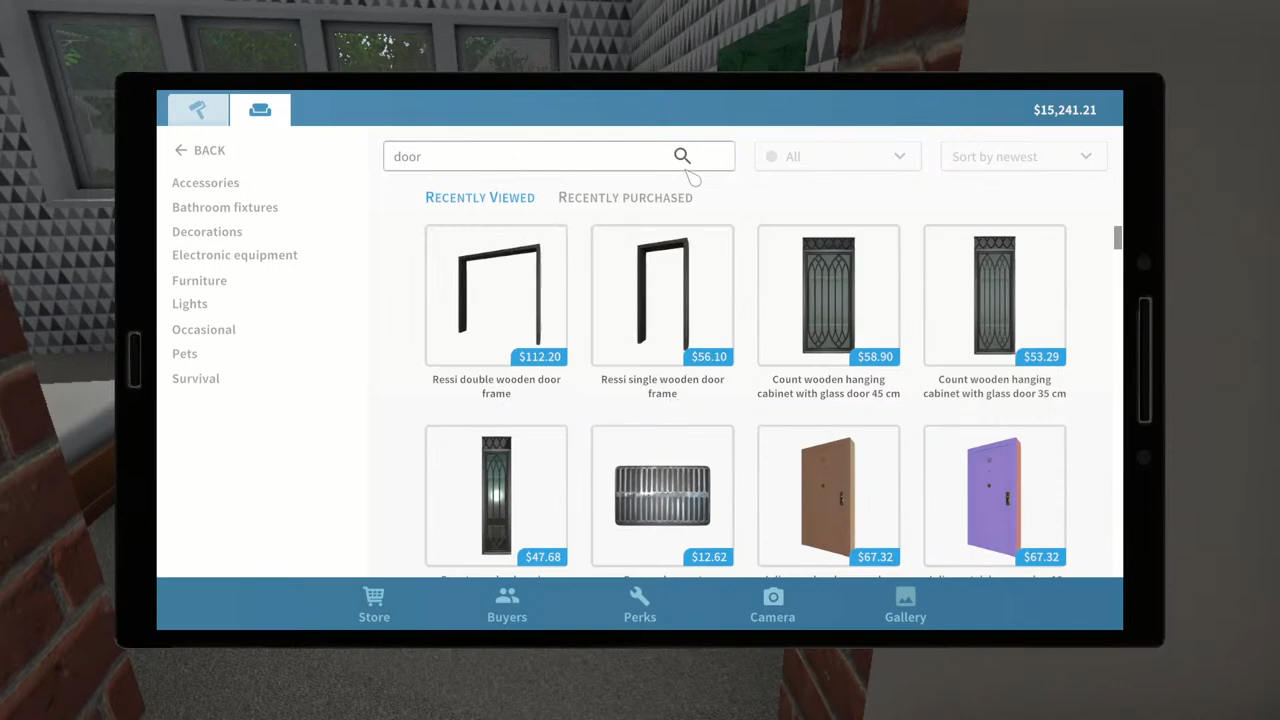 $15,241.21
BACK
door
All
Sort by newest
Accessories
Bathroom fixtures
Decorations
Electronic equipment
Furniture
Lights
Occasional
Pets
Survival
RECENTLY VIEWED
RECENTLY PURCHASED
$112.20
$56.10
$58.90
$53.29
Ressi double wooden door
frame
Ressi single wooden door
frame
Count wooden hanging
cabinet with glass door 45 cm
Count wooden hanging
cabinet with glass door 35 cm
$47.68
$12.62
$67.32
$67.32
Store
Buyers
Perks
Camera
Gallery